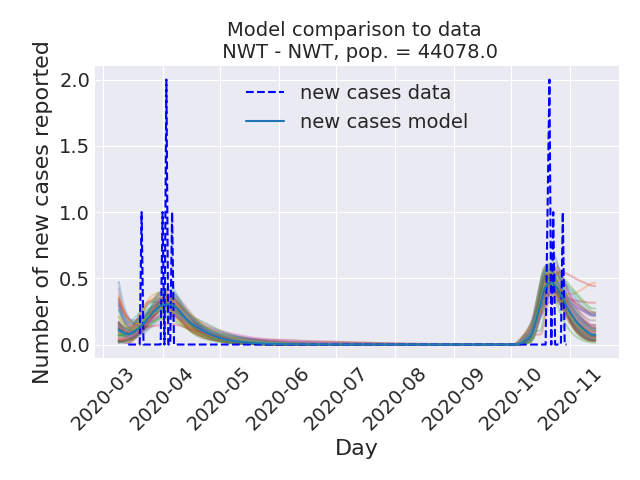 Model comparison to data
NWT - NWT, pop. = 44078.0
new cases data
new cases model
Number of new cases reported
2.0
1.5
1.0
0.5
0.0
2020-03
2020-04
2020-05
2020-06
2020-07
2020-08
2020-09
2020-10
2020-11
Day